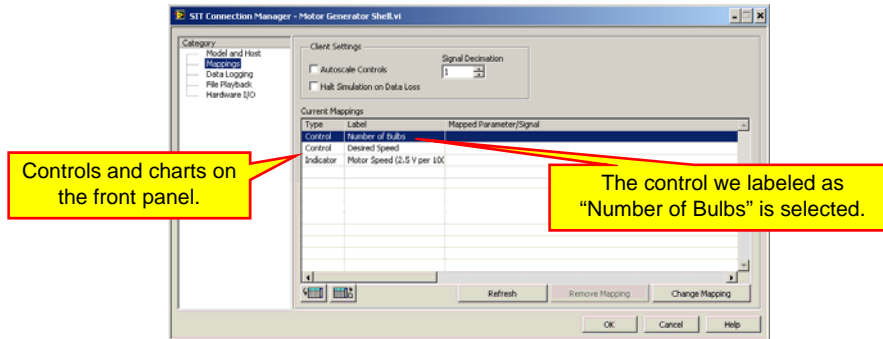 SIT Connection Manager - Motor Generator Shell.vi
Category
Model and Host
Mappings
Data Logging
File Playback
Hardware I/O
Client Settings
Autoscale Controls
Halt Simulation on Data Loss
Signal Decimation
1
Current Mappings
Type Label Mapped Parameter/Signal
Control Number of Bulbs
Control Desired Speed
Indicator Motor Speed (2.5 V per 100
Controls and charts on
the front panel.
The control we labeled as
“Number of Bulbs” is selected.
Refresh Remove Mapping Change Mapping
OK Cancel Help